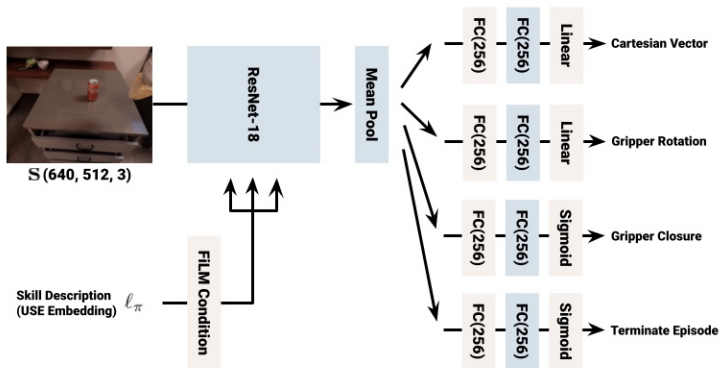 S (640, 512, 3)
ResNet-18
Mean Pool
FiLM Condition
Skill Description
(USE Embedding) ℓπ
FC(256) FC(256) Linear Cartesian Vector
FC(256) FC(256) Linear Gripper Rotation
FC(256) FC(256) Sigmoid Gripper Closure
FC(256) FC(256) Sigmoid Terminate Episode